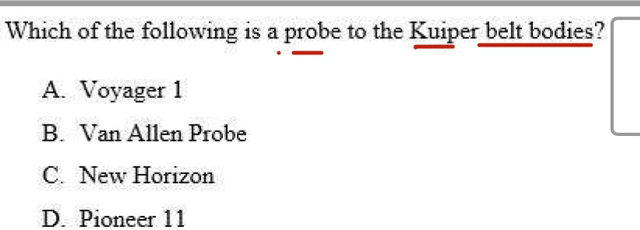 Which of the following is a probe to the Kuiper belt bodies?
A. Voyager 1
B. Van Allen Probe
C. New Horizon
D. Pioneer 11